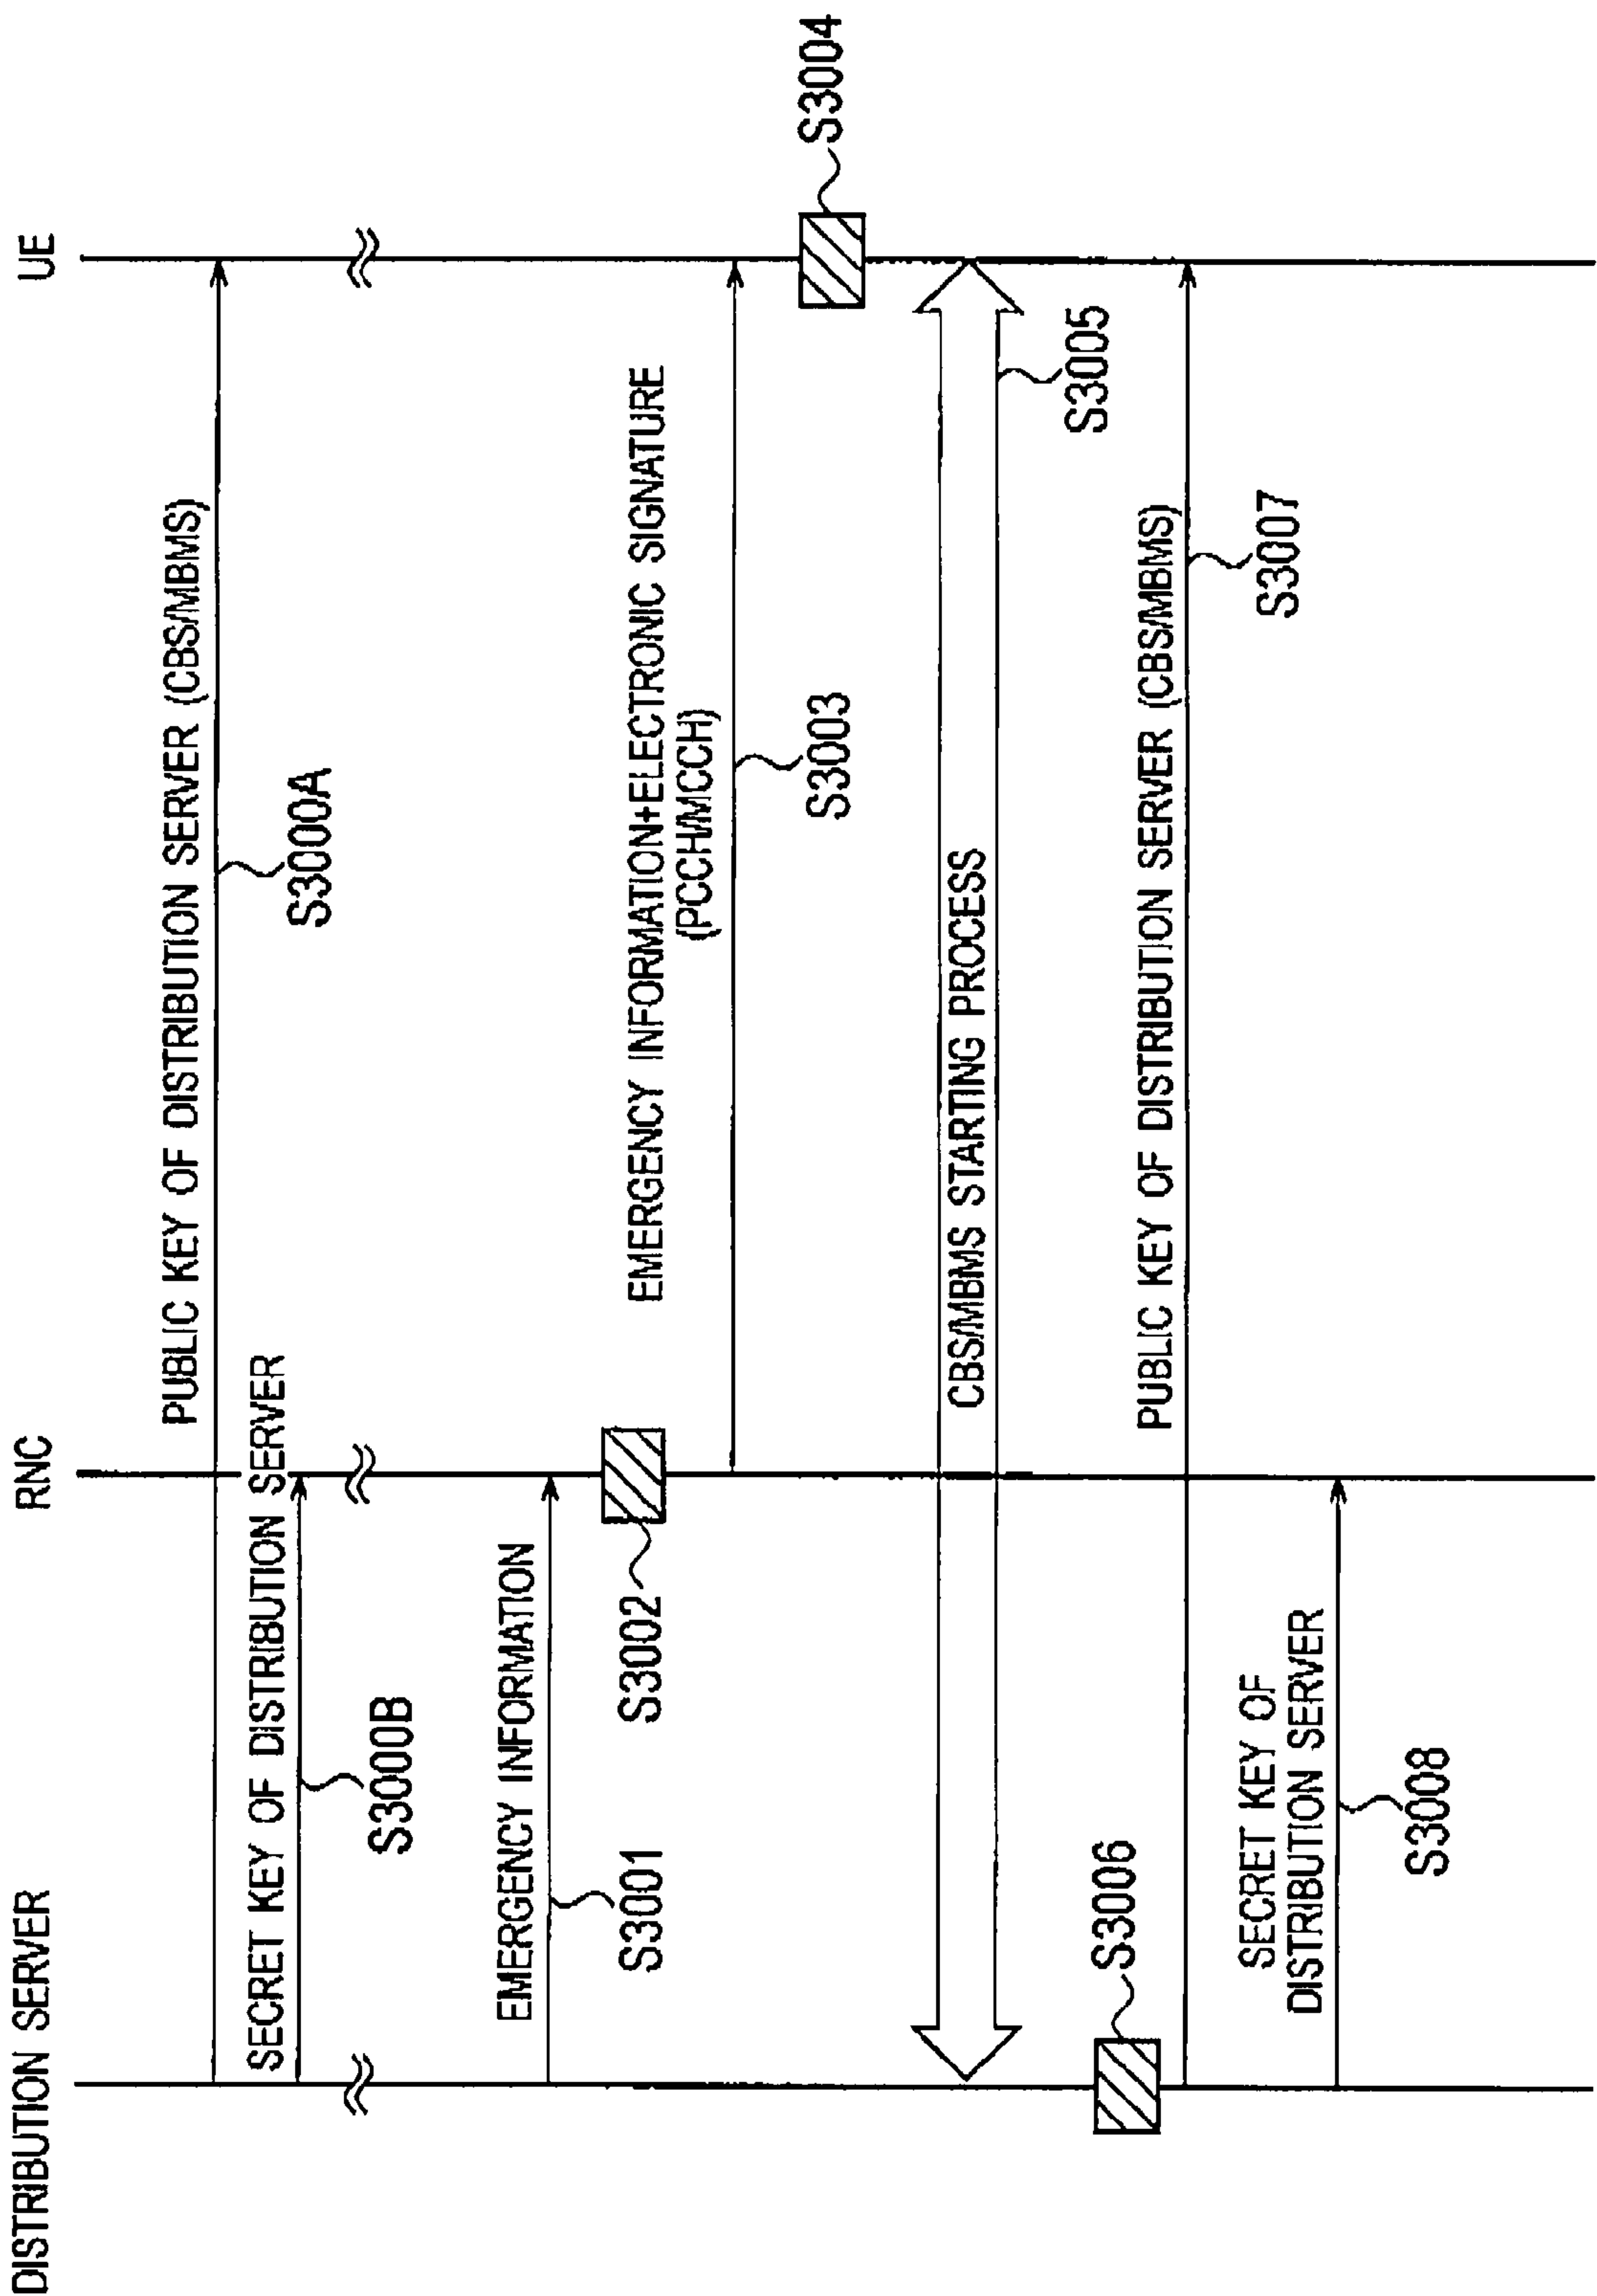 DISTRIBUTION SERVER
RNC
UE
PUBLIC KEY OF DISTRIBUTION SERVER (CBS/MBMS)
S3000A
SECRET KEY OF DISTRIBUTION SERVER
S3000B
EMERGENCY INFORMATION
S3001
S3002
EMERGENCY INFORMATION+ELECTRONIC SIGNATURE
(PCCH/MCCH)
S3003
S3004
CBS/MBMS STARTING PROCESS
S3005
S3006
PUBLIC KEY OF DISTRIBUTION SERVER (CBS/MBMS)
S3007
SECRET KEY OF
DISTRIBUTION SERVER
S3008